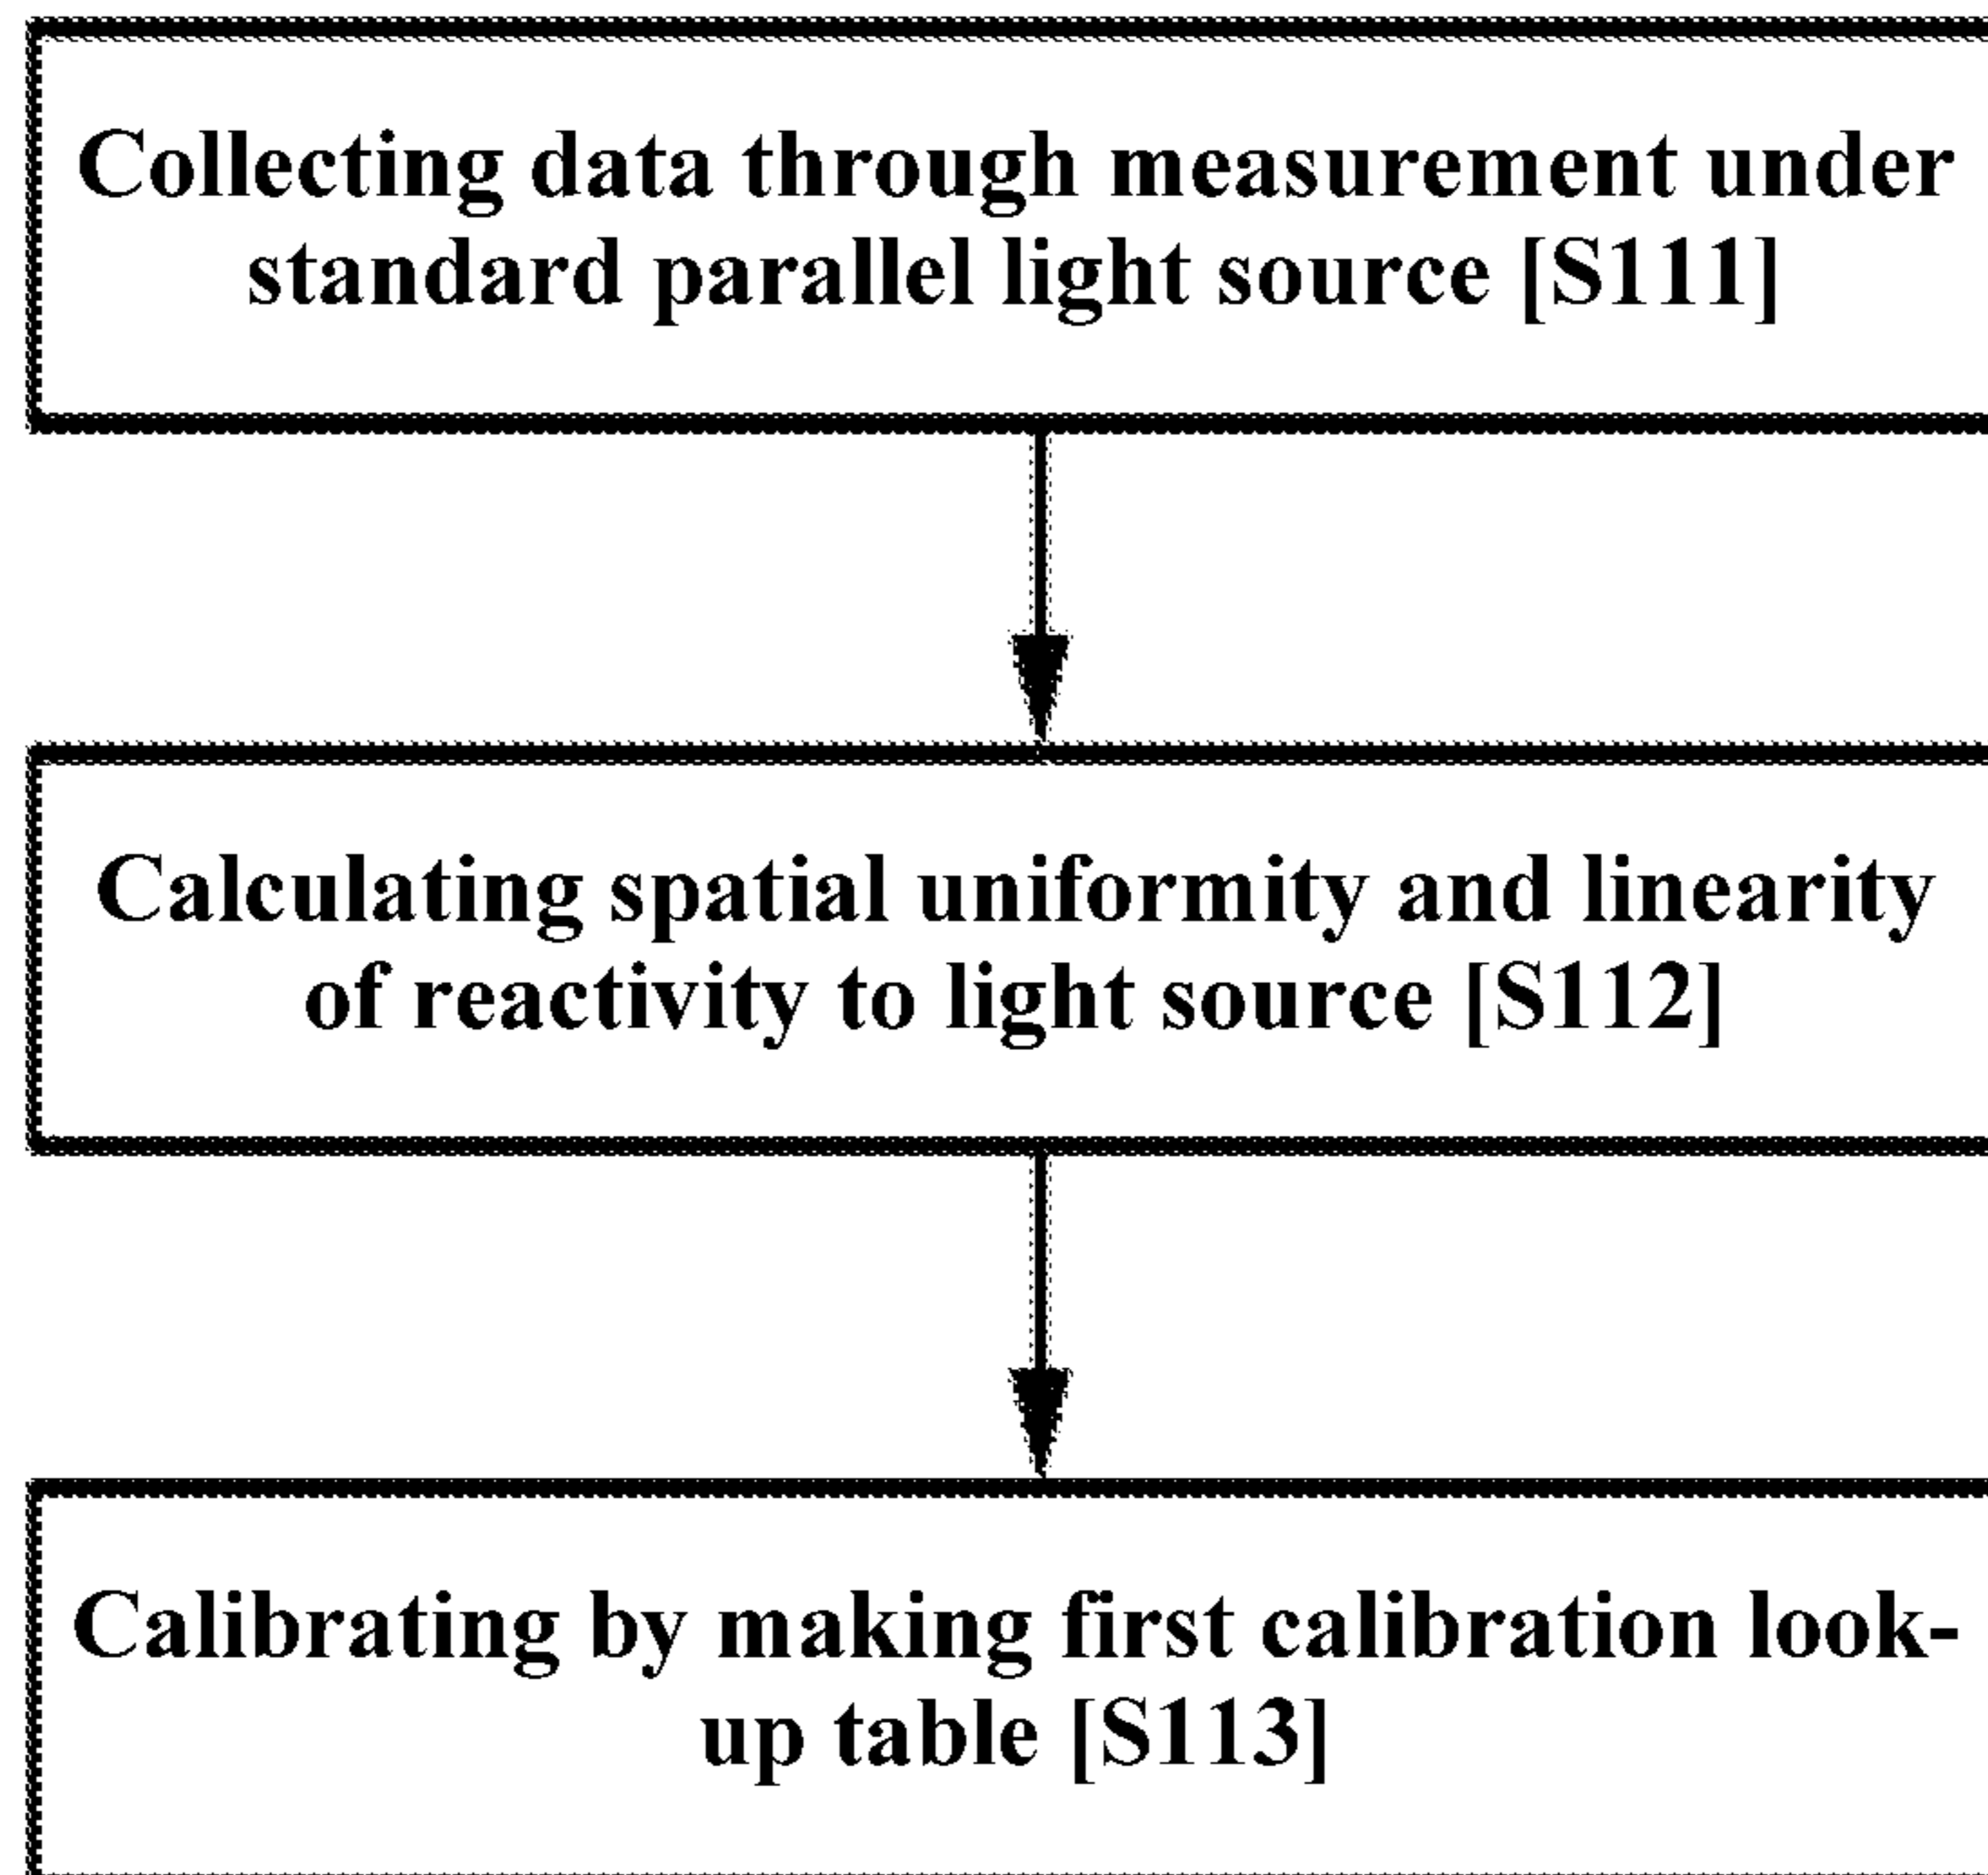 Collecting data through measurement under
standard parallel light source [S111]
Calculating spatial uniformity and linearity
of reactivity to light source [S112]
Calibrating by making first calibration look-
up table [S113]